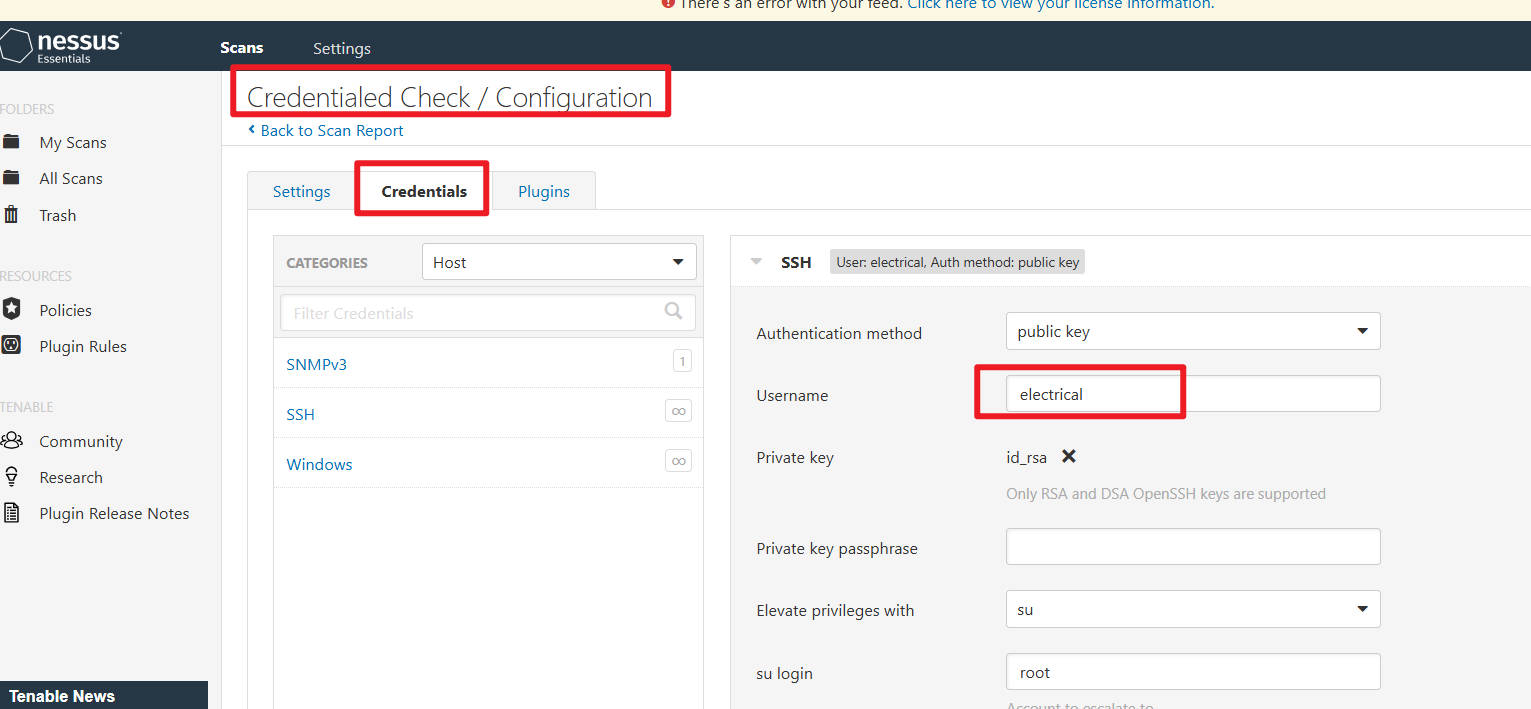 There's an error with your feed. Click here to view your license information.
nessus
Essentials
Scans
Settings
FOLDERS
My Scans
All Scans
Trash
RESOURCES
Policies
Plugin Rules
TENABLE
Community
Research
Plugin Release Notes
Tenable News
Credentialed Check / Configuration
Back to Scan Report
Settings
Credentials
Plugins
CATEGORIES
Host
Filter Credentials
SNMPv3
1
SSH
∞
Windows
∞
SSH
User: electrical, Auth method: public key
Authentication method
public key
Username
electrical
Private key
id_rsa
Only RSA and DSA OpenSSH keys are supported
Private key passphrase
Elevate privileges with
su
su login
root
Account to escalate to